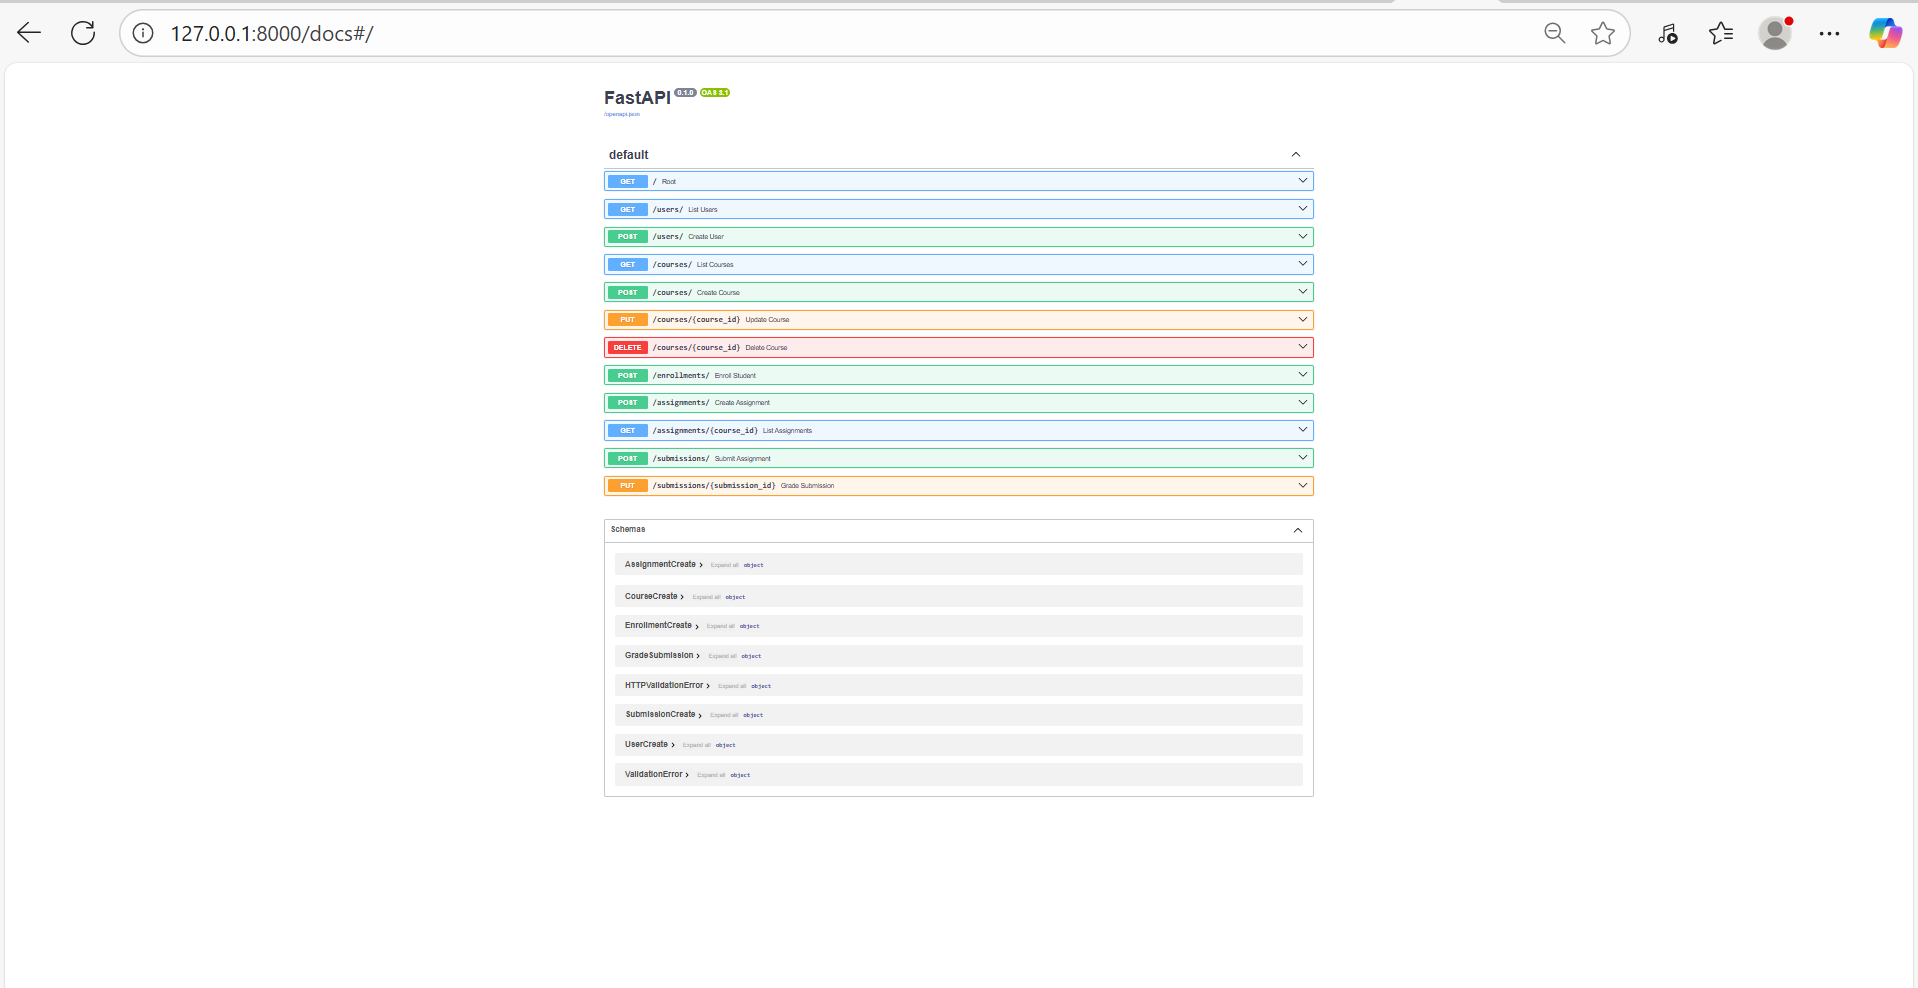 127.0.0.1:8000/docs#/
FastAPI 0.1.0 OAS 3.1
/openapi.json
default
GET / Root
GET /users/ List Users
POST /users/ Create User
GET /courses/ List Courses
POST /courses/ Create Course
PUT /courses/{course_id} Update Course
DELETE /courses/{course_id} Delete Course
POST /enrollments/ Enroll Student
POST /assignments/ Create Assignment
GET /assignments/{course_id} List Assignments
POST /submissions/ Submit Assignment
PUT /submissions/{submission_id} Grade Submission
Schemas
AssignmentCreate Expand all object
CourseCreate Expand all object
EnrollmentCreate Expand all object
GradeSubmission Expand all object
HTTPValidationError Expand all object
SubmissionCreate Expand all object
UserCreate Expand all object
ValidationError Expand all object